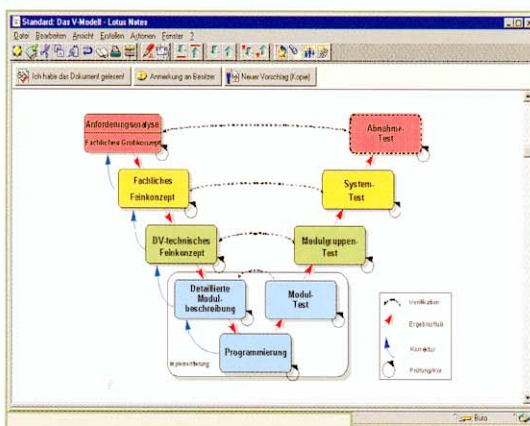 Standard: Das V-Modell - Lotus Notes
Datei Bearbeiten Ansicht Erstellen Aktionen Fenster ?
Ich habe das Dokument gelesen!
Anmerkung an Besitzer
Neuer Vorschlag (Kopie)
Anforderungsanalyse
Fachliches Grobkonzept
Abnahme-
Test
Fachliches
Feinkonzept
System-
Test
DV-technisches
Feinkonzept
Modulgruppen-
Test
Detaillierte
Modul-
beschreibung
Modul-
Test
Programmierung
Implementierung
Verifikation
Ergebnisfluß
Korrektur
Büro